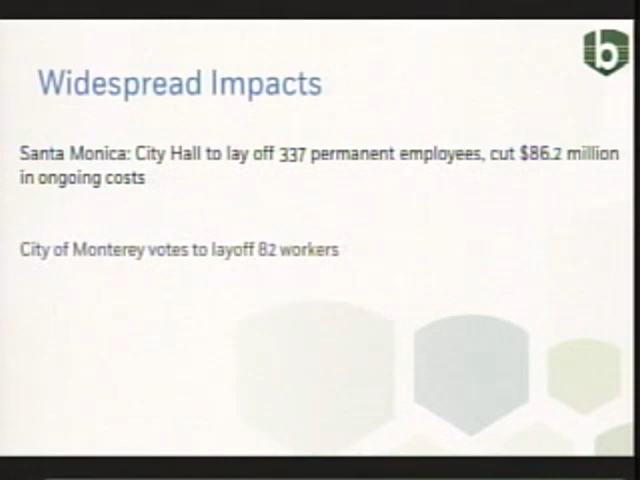 b
Widespread Impacts
Santa Monica: City Hall to lay off 337 permanent employees, cut $86.2 million
in ongoing costs
City of Monterey votes to layoff 82 workers